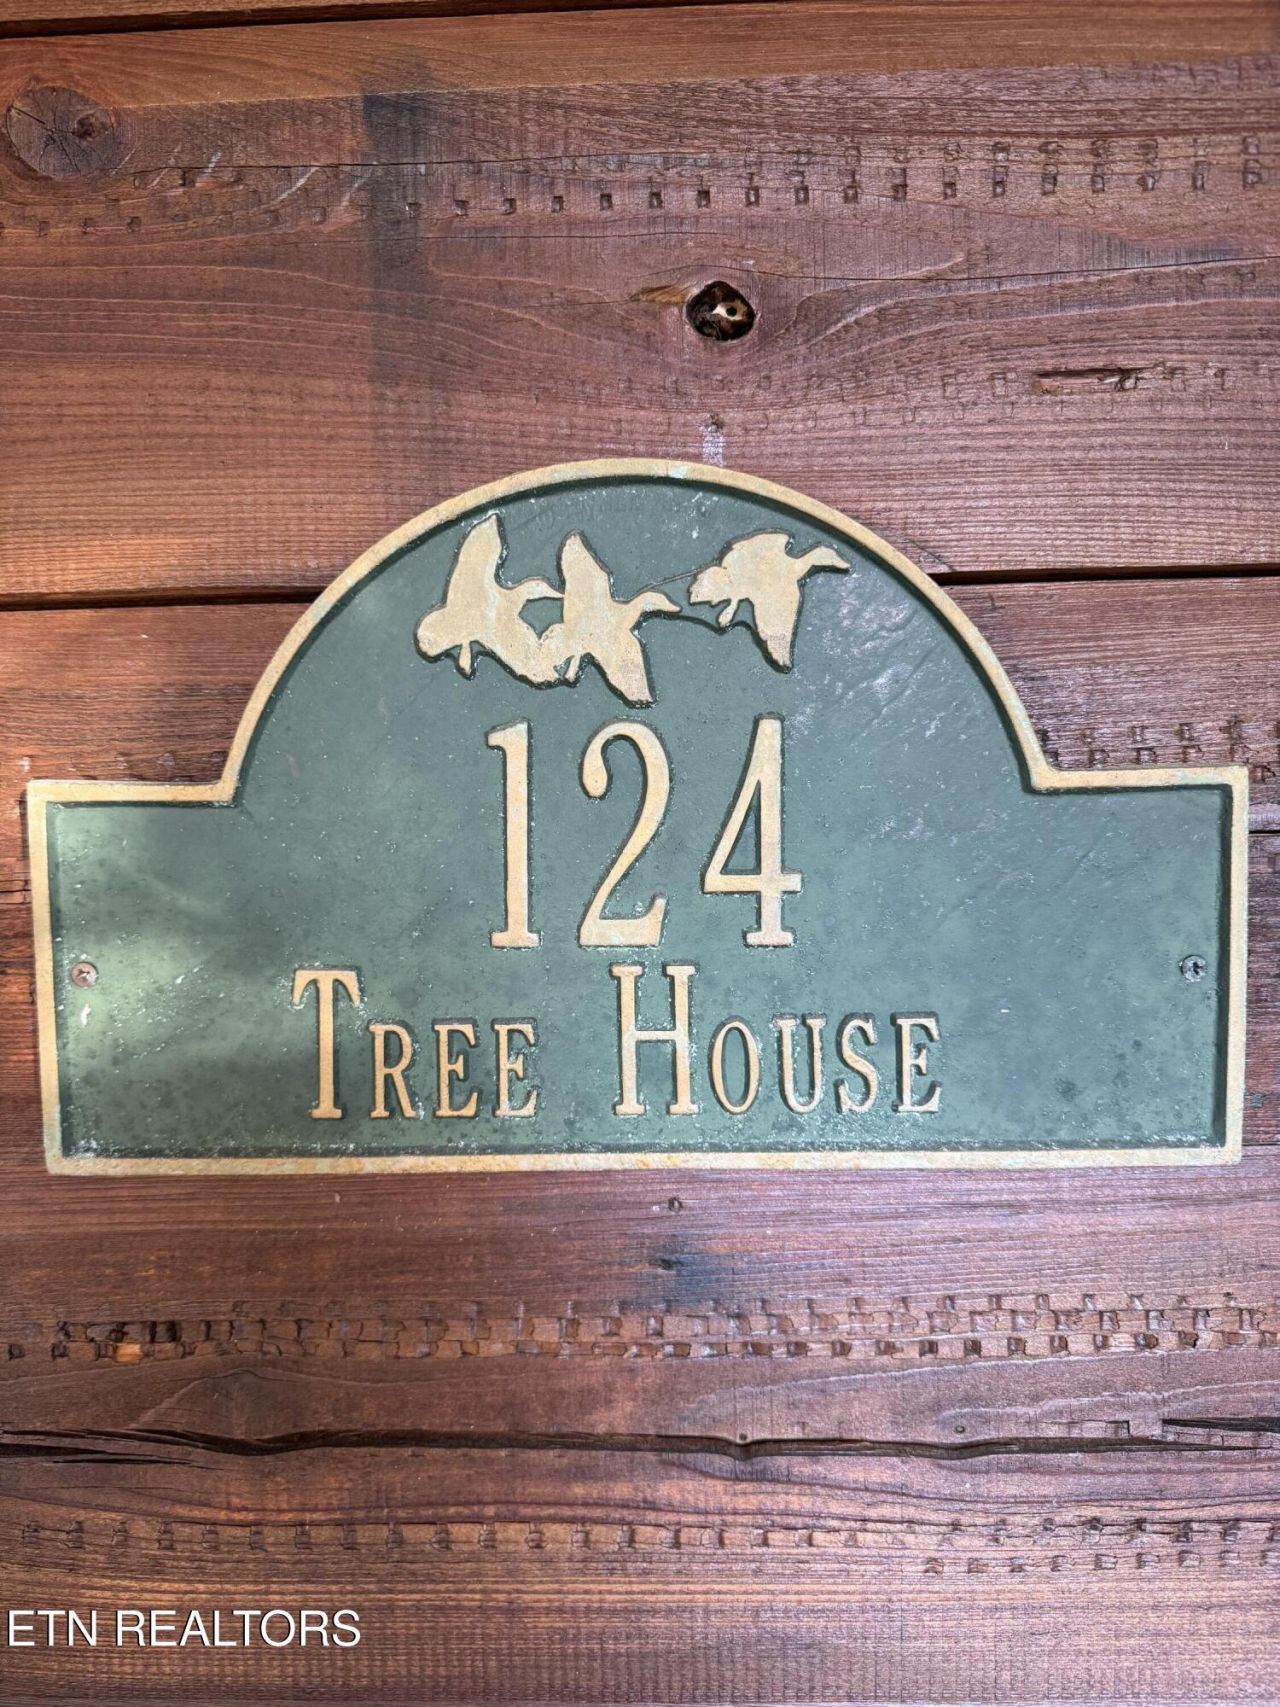 124
Tree House
ETN REALTORS